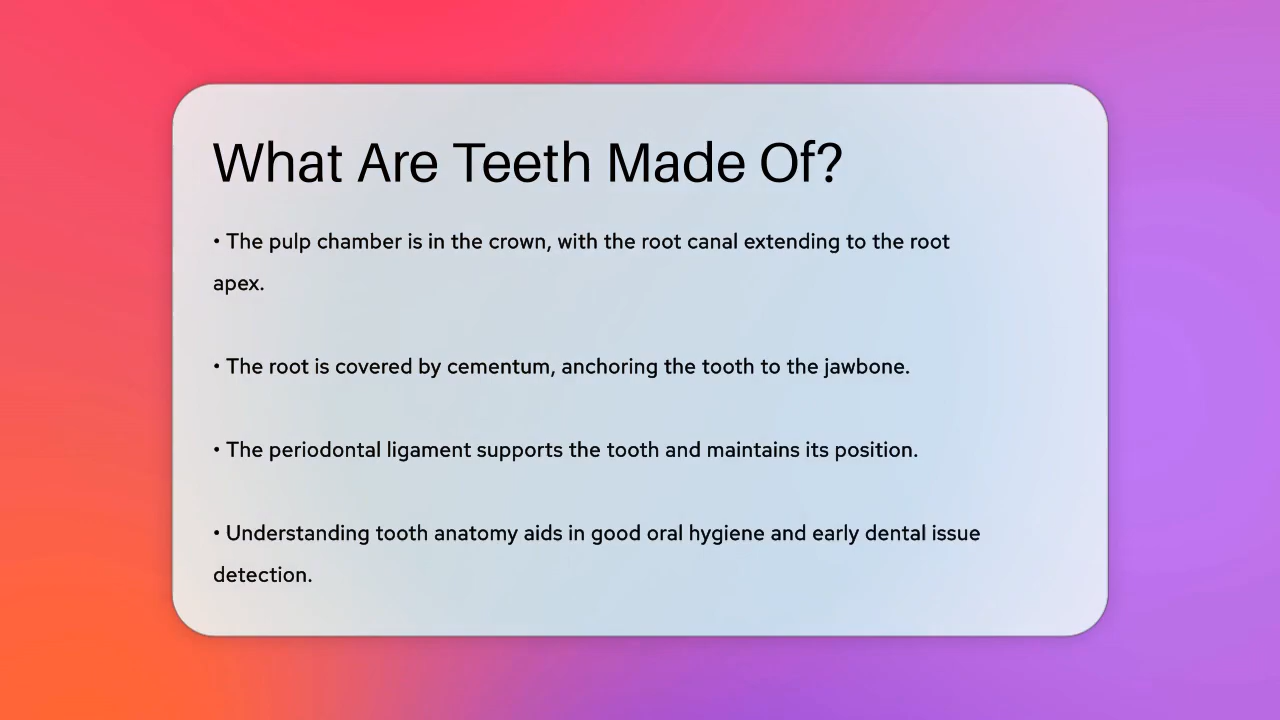 What Are Teeth Made Of?
• The pulp chamber is in the crown, with the root canal extending to the root
apex.
• The root is covered by cementum, anchoring the tooth to the jawbone.
• The periodontal ligament supports the tooth and maintains its position.
• Understanding tooth anatomy aids in good oral hygiene and early dental issue
detection.